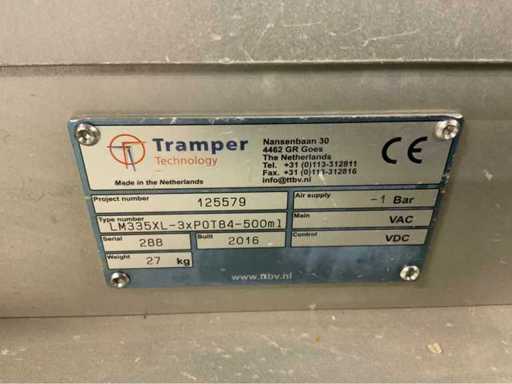 Tramper
Technology
Made in the Netherlands
Nansenbaan 30
4462 GR Goes
The Netherlands
Tel. +31 (0)113-312811
Fax. +31 (0)111-312816
info@ttbv.nl
CE
Project number 125579
Air supply -1 Bar
Type number
LM335XL-3xPOT84-500ml
Main VAC
Serial 288 Built 2016
Control VDC
Weight 27 kg
www.ttbv.nl